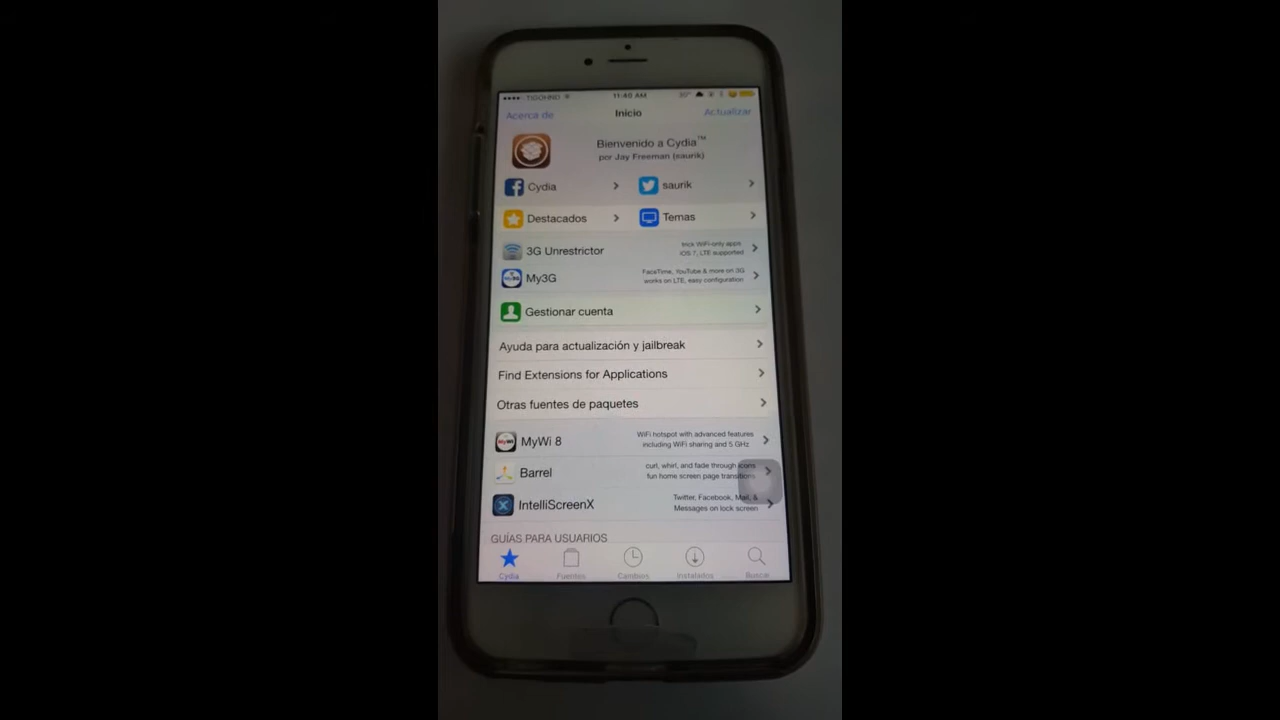 TIGOHND 11:40 AM 30°
Acerca de Inicio Actualizar
Bienvenido a Cydia™
por Jay Freeman (saurik)
Cydia saurik
Destacados Temas
3G Unrestrictor
trick WiFi-only apps
iOS 7, LTE supported
My3G
FaceTime, YouTube & more on 3G
works on LTE, easy configuration
Gestionar cuenta
Ayuda para actualización y jailbreak
Find Extensions for Applications
Otras fuentes de paquetes
MyWi 8
WiFi hotspot with advanced features
including WiFi sharing and 5 GHz
Barrel
curl, whirl, and fade through icons
fun home screen page transitions
IntelliScreenX
Twitter, Facebook, Mail, &
Messages on lock screen
GUÍAS PARA USUARIOS
Cydia Fuentes Cambios Instalados Buscar